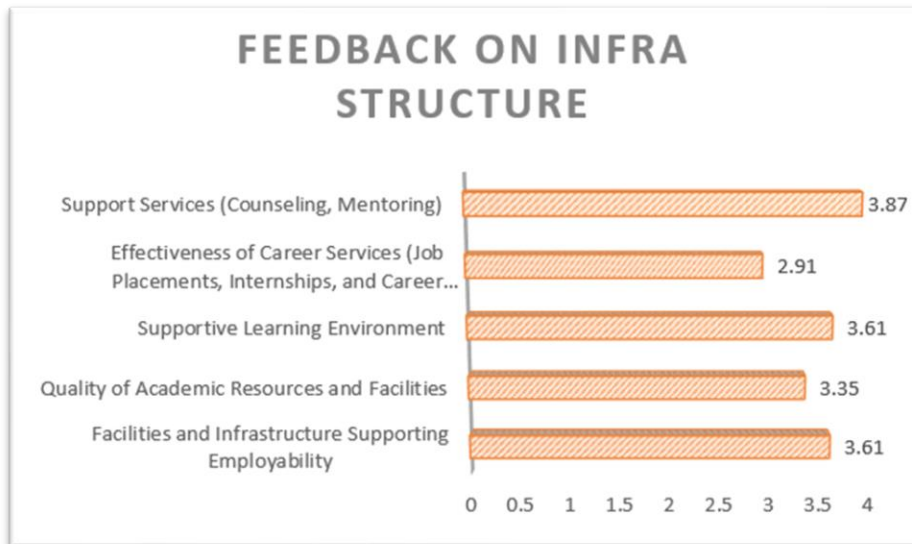 FEEDBACK ON INFRA
STRUCTURE
Support Services (Counseling, Mentoring)
3.87
Effectiveness of Career Services (Job
Placements, Internships, and Career...
2.91
Supportive Learning Environment
3.61
Quality of Academic Resources and Facilities
3.35
Facilities and Infrastructure Supporting
Employability
3.61
0 0.5 1 1.5 2 2.5 3 3.5 4